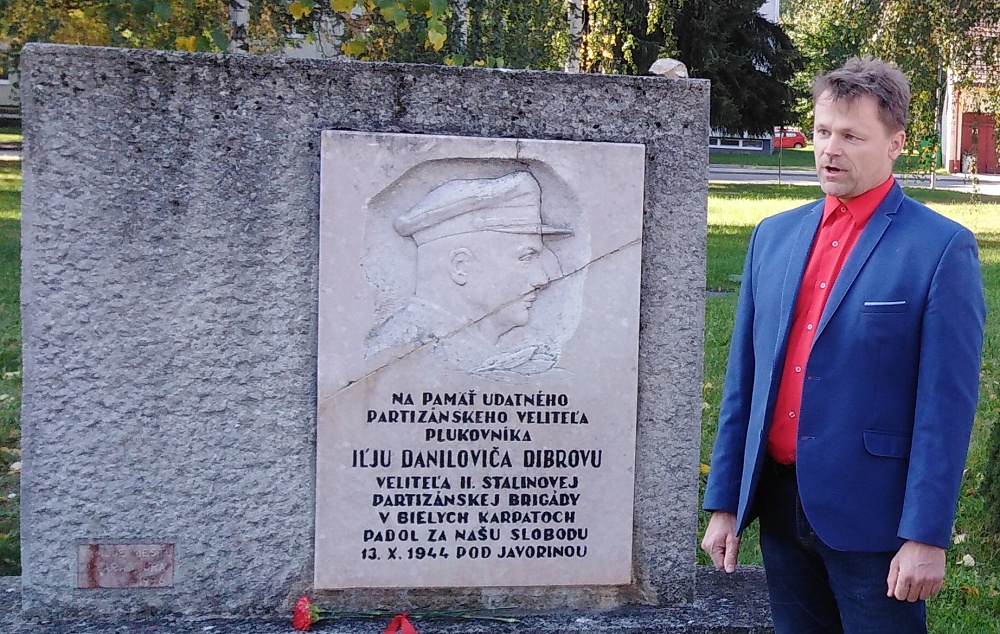 NA PAMÄŤ UDATNÉHO
PARTIZÁNSKEHO VELITEĽA
PLUKOVNÍKA
IĽJU DANILOVIČA DIBROVU
VELITEĽA II. STALINOVEJ
PARTIZÁNSKEJ BRIGÁDY
V BIELYCH KARPATOCH
PADOL ZA NAŠU SLOBODU
13. X. 1944 POD JAVORINOU